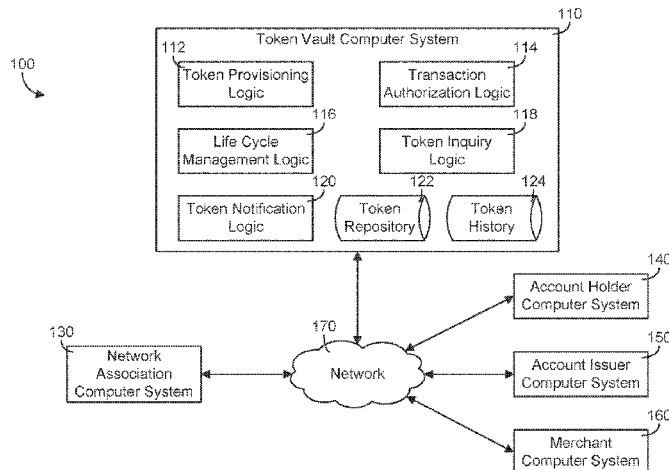 110
Token Vault Computer System
100
112
Token Provisioning
Logic
114
Transaction
Authorization Logic
116
Life Cycle
Management Logic
118
Token Inquiry
Logic
120
Token Notification
Logic
122
Token
Repository
124
Token
History
140
Account Holder
Computer System
130
Network
Association
Computer System
170
Network
150
Account Issuer
Computer System
160
Merchant
Computer System